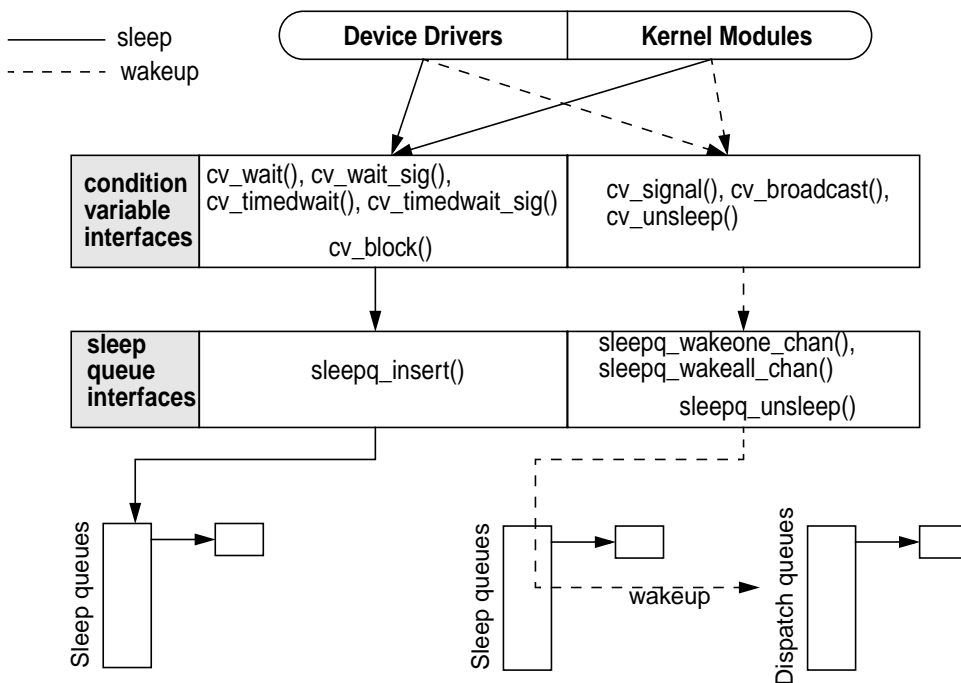 sleep
wakeup
Device Drivers
Kernel Modules
condition
variable
interfaces
cv_wait(), cv_wait_sig(),
cv_timedwait(), cv_timedwait_sig()
cv_block()
cv_signal(), cv_broadcast(),
cv_unsleep()
sleep
queue
interfaces
sleepq_insert()
sleepq_wakeone_chan(),
sleepq_wakeall_chan()
sleepq_unsleep()
Sleep queues
Sleep queues
wakeup
Dispatch queues